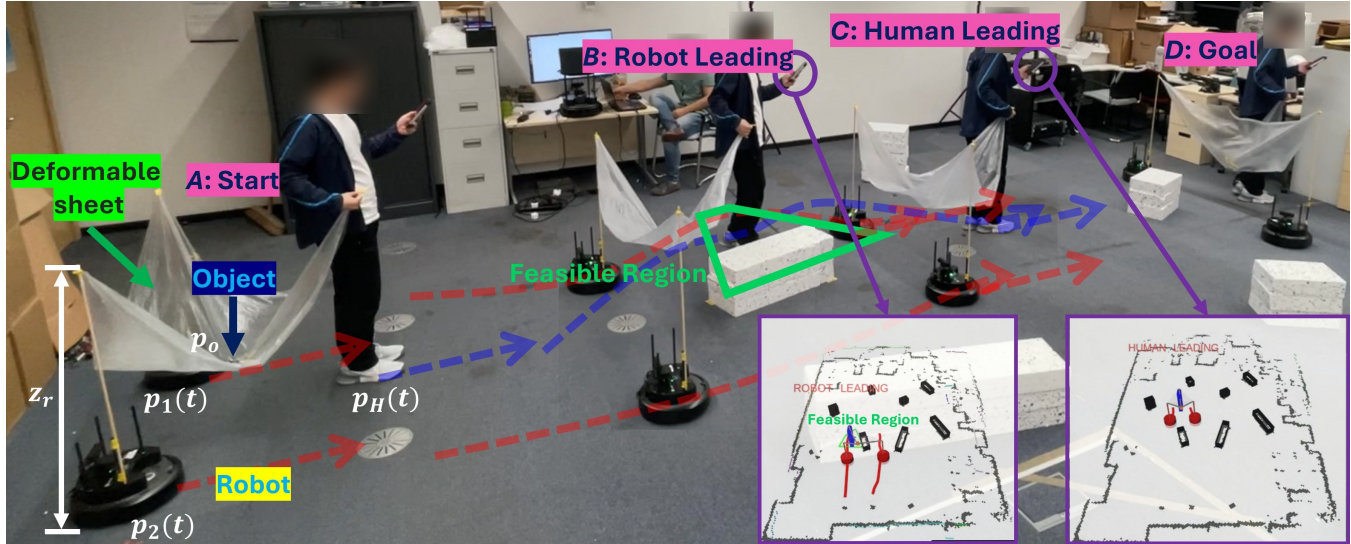 B: Robot Leading
C: Human Leading
D: Goal
Deformable
sheet
A: Start
Object
Feasible Region
p_o
z_r
p_1(t)
p_H(t)
Robot
p_2(t)
ROBOT LEADING
Feasible Region
HUMAN LEADING